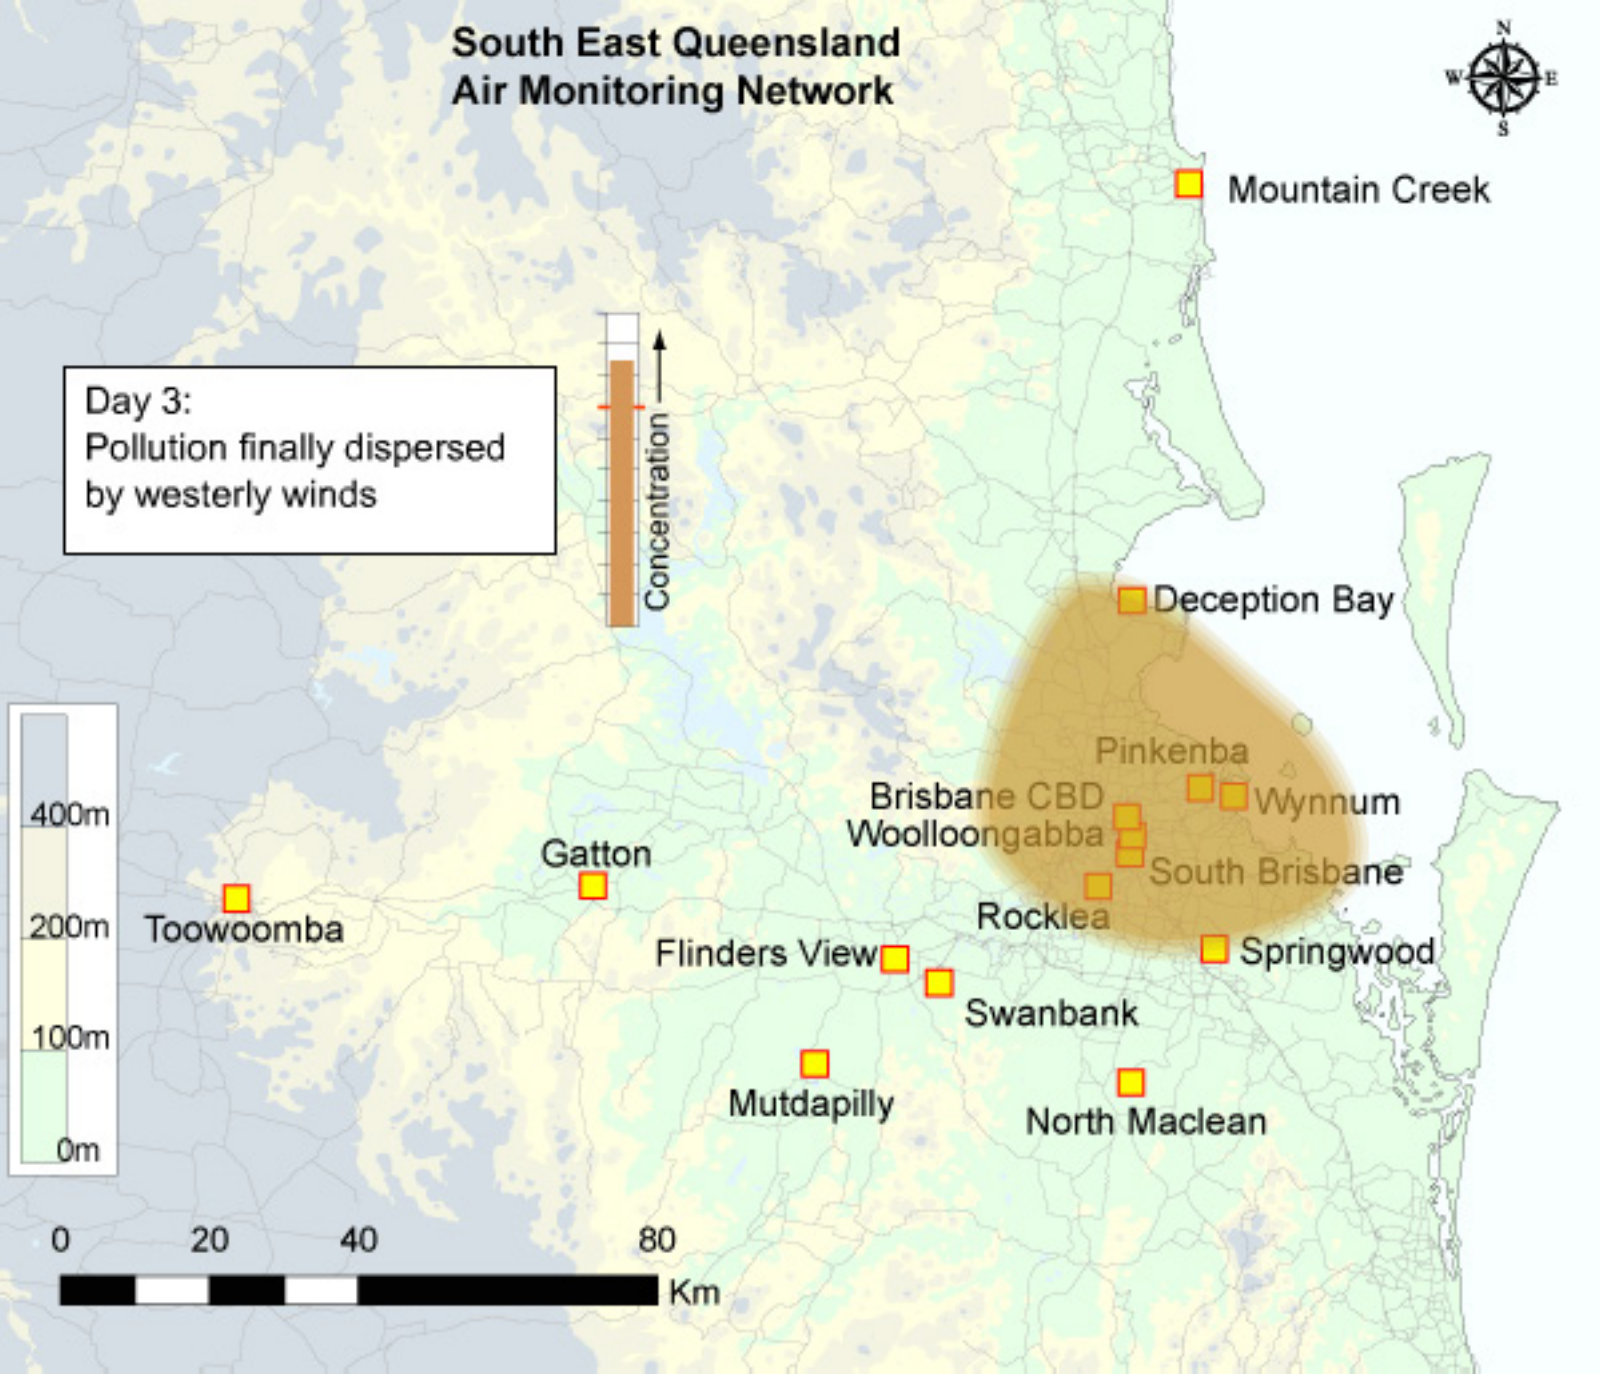 South East Queensland
Air Monitoring Network
N
W E
S
Mountain Creek
Day 3:
Pollution finally dispersed
by westerly winds
Concentration
Deception Bay
Pinkenba
Brisbane CBD
Wynnum
Woolloongabba
South Brisbane
Rocklea
Gatton
Toowoomba
Flinders View
Springwood
Swanbank
Mutdapilly
North Maclean
400m
200m
100m
0m
0 20 40 80
Km